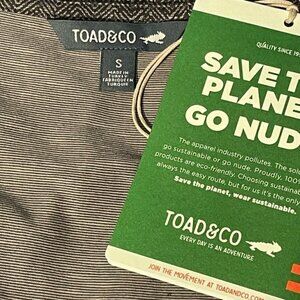 TOAD&CO
S
MADE IN
TURKEY
FABRIQUÉ EN
TURQUIE
QUALITY SINCE 19
SAVE T
PLANE
GO NUD
The apparel industry pollutes. The sol
go sustainable or go nude. Proudly, 100%
products are eco-friendly. Choosing sustainab
always the easy route, but for us it's the only
Save the planet, wear sustainable.
TOAD&CO
EVERY DAY IS AN ADVENTURE
JOIN THE MOVEMENT AT TOADANDCO.COM